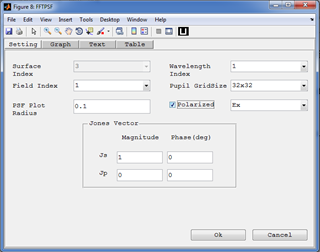 Figure 8: FFTPSF
File Edit View Insert Tools Desktop Window Help
Setting Graph Text Table
Surface Index 3 Wavelength Index 1
Field Index 1 Pupil GridSize 32x32
PSF Plot Radius 0.1 Polarized Ex
Jones Vector
Magnitude Phase(deg)
Js 1 0
Jp 0 0
Ok Cancel